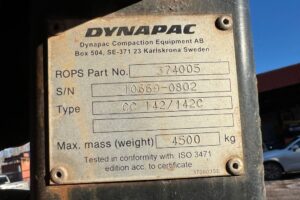 DYNAPAC
Dynapac Compaction Equipment AB
Box 504, SE-371 23 Karlskrona Sweden
ROPS Part No. 374005
S/N 10669-0802
Type CC 142/142C
Max. mass (weight) 4500 kg
Tested in conformity with ISO 3471
edition acc. to certificate